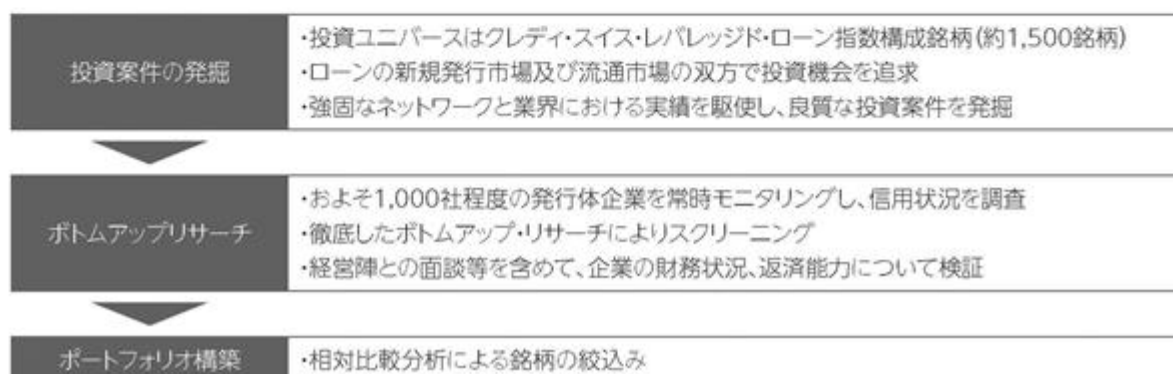 投資案件の発掘
・投資ユニバースはクレディ・スイス・レバレッジド・ローン指数構成銘柄(約1,500銘柄)
・ローンの新規発行市場及び流通市場の双方で投資機会を追求
・強固なネットワークと業界における実績を駆使し、良質な投資案件を発掘
ボトムアップリサーチ
・およそ1,000社程度の発行体企業を常時モニタリングし、信用状況を調査
・徹底したボトムアップ・リサーチによりスクリーニング
・経営陣との面談等を含めて、企業の財務状況、返済能力について検証
ポートフォリオ構築
・相対比較分析による銘柄の絞込み